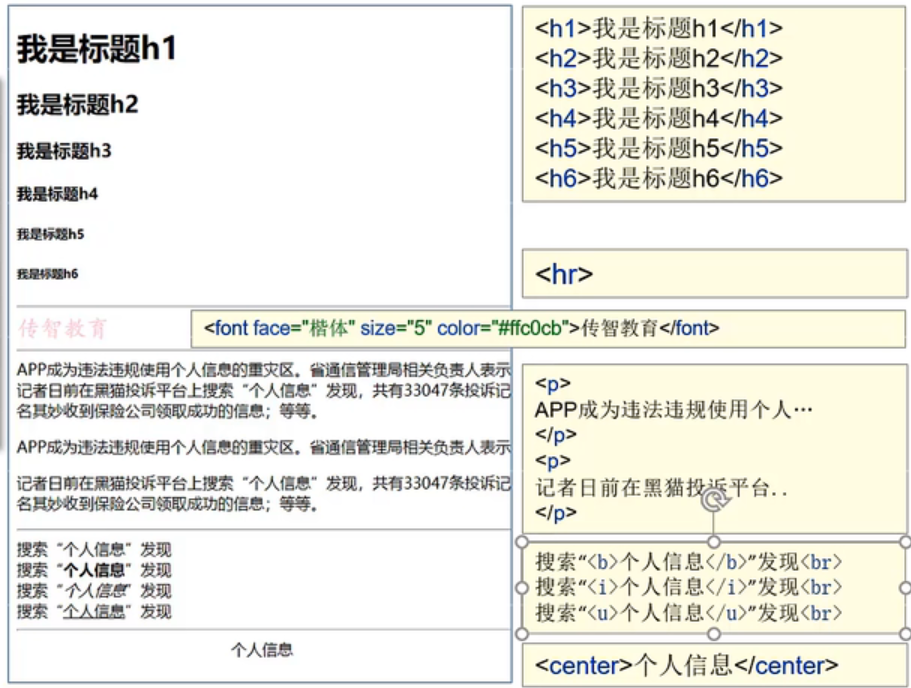 我是标题h1
我是标题h2
我是标题h3
我是标题h4
我是标题h5
我是标题h6
传智教育
APP成为违法违规使用个人信息的重灾区。省通信管理局相关负责人表示
记者日前在黑猫投诉平台上搜索“个人信息”发现，共有33047条投诉记
名其妙收到保险公司领取成功的信息；等等。
APP成为违法违规使用个人信息的重灾区。省通信管理局相关负责人表示
记者日前在黑猫投诉平台上搜索“个人信息”发现，共有33047条投诉记
名其妙收到保险公司领取成功的信息；等等。
搜索“个人信息”发现
搜索“个人信息”发现
搜索“个人信息”发现
搜索“个人信息”发现
个人信息
<h1>我是标题h1</h1>
<h2>我是标题h2</h2>
<h3>我是标题h3</h3>
<h4>我是标题h4</h4>
<h5>我是标题h5</h5>
<h6>我是标题h6</h6>
<hr>
<font face="楷体" size="5" color="#ffc0cb">传智教育</font>
<p>
APP成为违法违规使用个人…
</p>
<p>
记者日前在黑猫投诉平台..
</p>
搜索“<b>个人信息</b>”发现<br>
搜索“<i>个人信息</i>”发现<br>
搜索“<u>个人信息</u>”发现<br>
<center>个人信息</center>